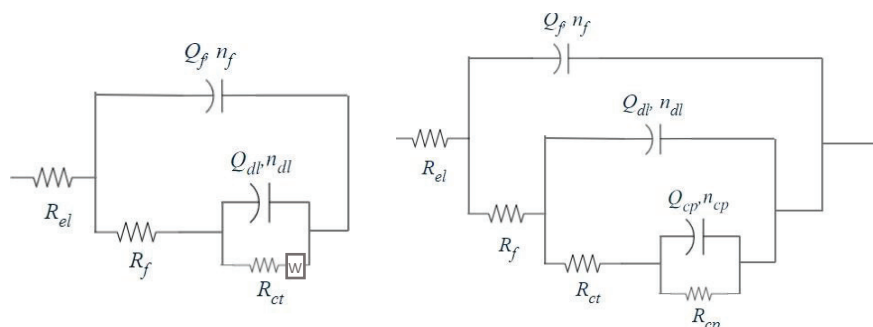 Q_f, n_f
Q_dl, n_dl
R_el
R_f
W
R_ct
Q_f, n_f
Q_dl, n_dl
R_el
Q_cp, n_cp
R_f
R_ct
R_cp